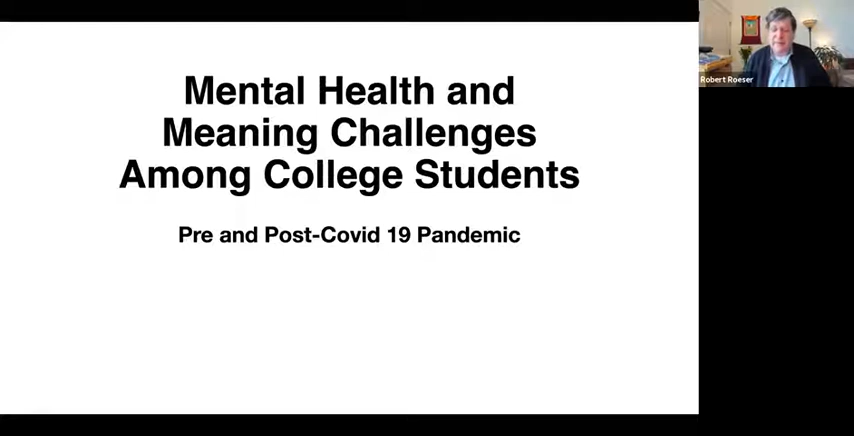 Mental Health and
Meaning Challenges
Among College Students
Pre and Post-Covid 19 Pandemic
Robert Roeser